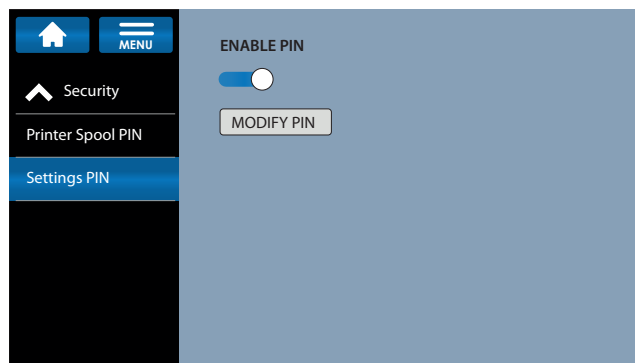 MENU
Security
Printer Spool PIN
Settings PIN
ENABLE PIN
MODIFY PIN